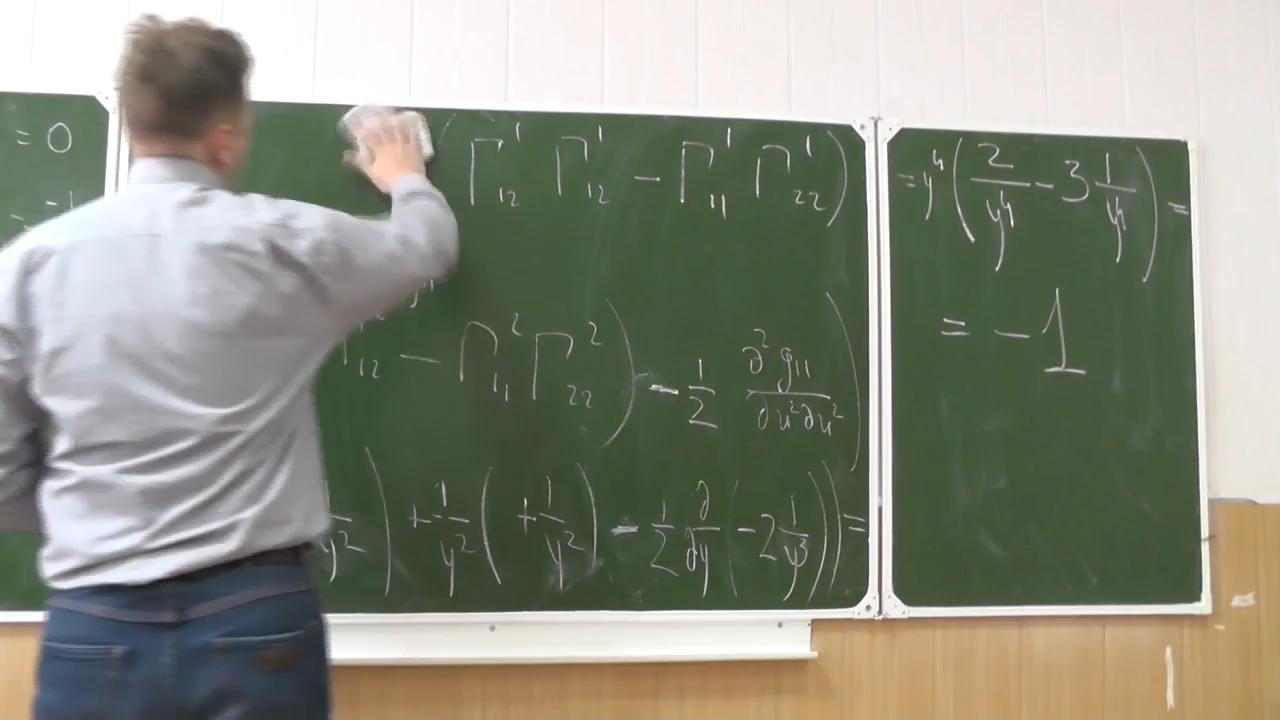 = 0
= -1
( Γ¹₁₂ Γ¹₁₂ − Γ¹₁₁ Γ¹₂₂ )
₁₂ − Γ²₁₁ Γ²₂₂ ) − 1/2 ∂²g₁₁/∂u²∂u² )
y² ) + 1/y² ( + 1/y² ) − 1/2 ∂/∂y ( −2 1/y³ ) ) =
= y⁴ ( 2/y⁴ − 3 1/y⁴ ) =
= − 1